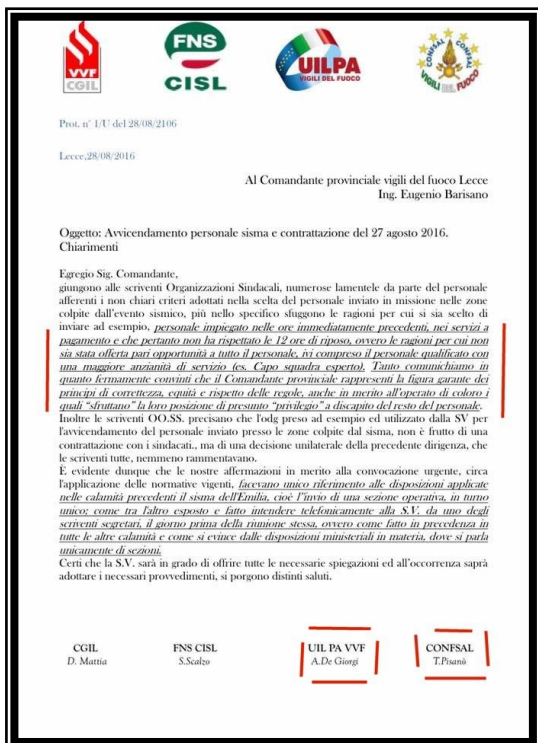 VVF
CGIL
FNS
CISL
UILPA
VIGILI DEL FUOCO
CONFSAL
VIGILI DEL FUOCO
Prot. n° 1/U del 28/08/2106
Lecce,28/08/2016
Al Comandante provinciale vigili del fuoco Lecce
Ing. Eugenio Barisano
Oggetto: Avvicendamento personale sisma e contrattazione del 27 agosto 2016.
Chiarimenti
Egregio Sig. Comandante,
giungono alle scriventi Organizzazioni Sindacali, numerose lamentele da parte del personale
afferenti i non chiari criteri adottati nella scelta del personale inviato in missione nelle zone
colpite dall'evento sismico, più nello specifico sfuggono le ragioni per cui si sia scelto di
inviare ad esempio, personale impiegato nelle ore immediatamente precedenti, nei servizi a
pagamento e che pertanto non ha rispettato le 12 ore di riposo, ovvero le ragioni per cui non
sia stata offerta pari opportunità a tutto il personale, ivi compreso il personale qualificato con
una maggiore anzianità di servizio (es. Capo squadra esperto). Tanto comunichiamo in
quanto fermamente convinti che il Comandante provinciale rappresenti la figura garante dei
principi di correttezza, equità e rispetto delle regole, anche in merito all'operato di coloro i
quali "sfruttano" la loro posizione di presunto "privilegio" a discapito del resto del personale.
Inoltre le scriventi OO.SS. precisano che l'odg preso ad esempio ed utilizzato dalla SV per
l'avvicendamento del personale inviato presso le zone colpite dal sisma, non è frutto di una
contrattazione con i sindacati., ma di una decisione unilaterale della precedente dirigenza, che
le scriventi tutte, nemmeno rammentavano.
È evidente dunque che le nostre affermazioni in merito alla convocazione urgente, circa
l'applicazione delle normative vigenti, facevano unico riferimento alle disposizioni applicate
nelle calamità precedenti il sisma dell'Emilia, cioè l'invio di una sezione operativa, in turno
unico; come tra l'altro esposto e fatto intendere telefonicamente alla S.V. da uno degli
scriventi segretari, il giorno prima della riunione stessa, ovvero come fatto in precedenza in
tutte le altre calamità e come si evince dalle disposizioni ministeriali in materia, dove si parla
unicamente di sezioni.
Certi che la S.V. sarà in grado di offrire tutte le necessarie spiegazioni ed all'occorrenza saprà
adottare i necessari provvedimenti, si porgono distinti saluti.
CGIL FNS CISL UIL PA VVF CONFSAL
D. Mattia S.Scalzo A.De Giorgi T.Pisanò